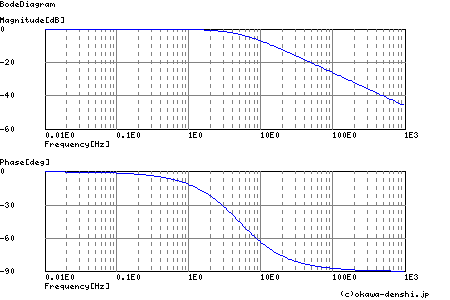 BodeDiagram
Magnitude[dB]
0
-20
-40
-60
0.01E0 0.1E0 1E0 10E0 100E0 1E3
Frequency[Hz]
Phase[deg]
0
-30
-60
-90
0.01E0 0.1E0 1E0 10E0 100E0 1E3
Frequency[Hz]
(c)okawa-denshi.jp